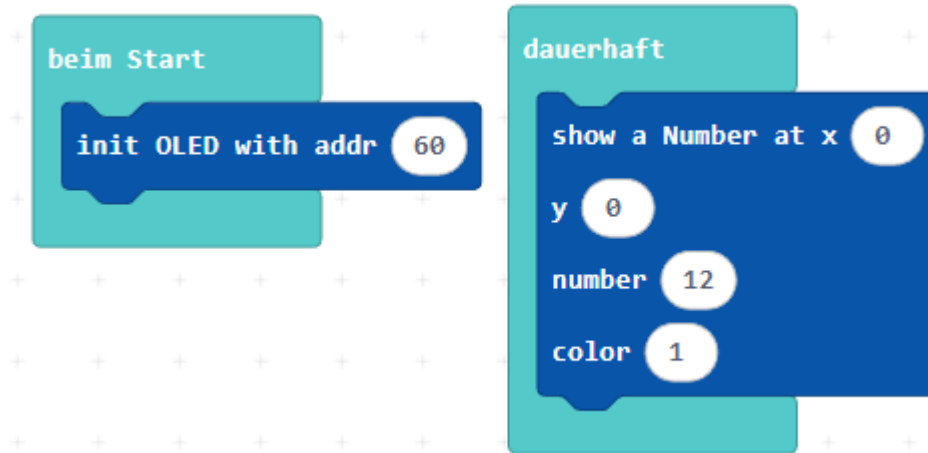 beim Start
init OLED with addr 60
dauerhaft
show a Number at x 0
y 0
number 12
color 1